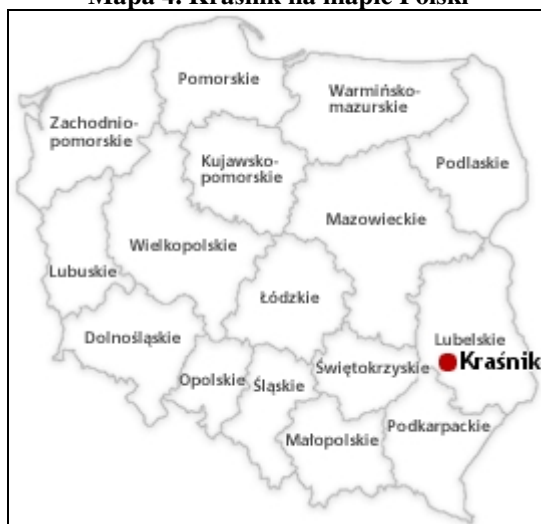 Mapa 4. Kraśnik na mapie Polski
Pomorskie
Warmińsko-
mazurskie
Zachodnio-
pomorskie
Kujawsko-
pomorskie
Podlaskie
Mazowieckie
Wielkopolskie
Lubuskie
Łódzkie
Dolnośląskie
Lubelskie
Kraśnik
Świętokrzyskie
Opolskie
Śląskie
Podkarpackie
Małopolskie